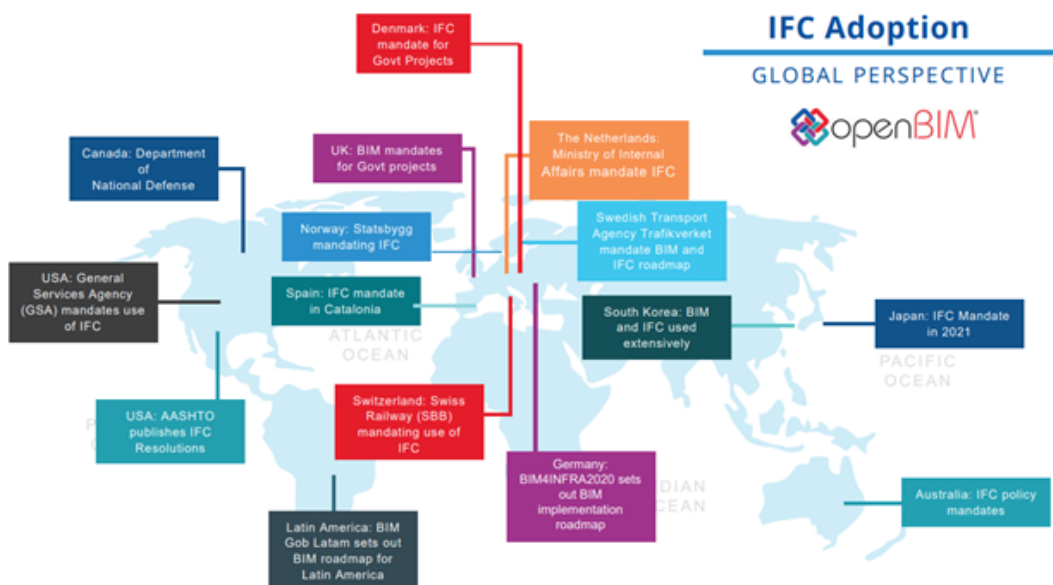 IFC Adoption
GLOBAL PERSPECTIVE
openBIM®
Denmark: IFC
mandate for
Govt Projects
Canada: Department
of
National Defense
UK: BIM mandates
for Govt projects
The Netherlands:
Ministry of Internal
Affairs mandate IFC
Norway: Statsbygg
mandating IFC
Swedish Transport
Agency Trafikverket
mandate BIM and
IFC roadmap
USA: General
Services Agency
(GSA) mandates use
of IFC
Spain: IFC mandate
in Catalonia
South Korea: BIM
and IFC used
extensively
Japan: IFC Mandate
in 2021
ATLANTIC
OCEAN
PACIFIC
OCEAN
USA: AASHTO
publishes IFC
Resolutions
Switzerland: Swiss
Railway (SBB)
mandating use of
IFC
Germany:
BIM4INFRA2020 sets
out BIM
implementation
roadmap
DIAN
CEAN
Australia: IFC policy
mandates
Latin America: BIM
Gob Latam sets out
BIM roadmap for
Latin America